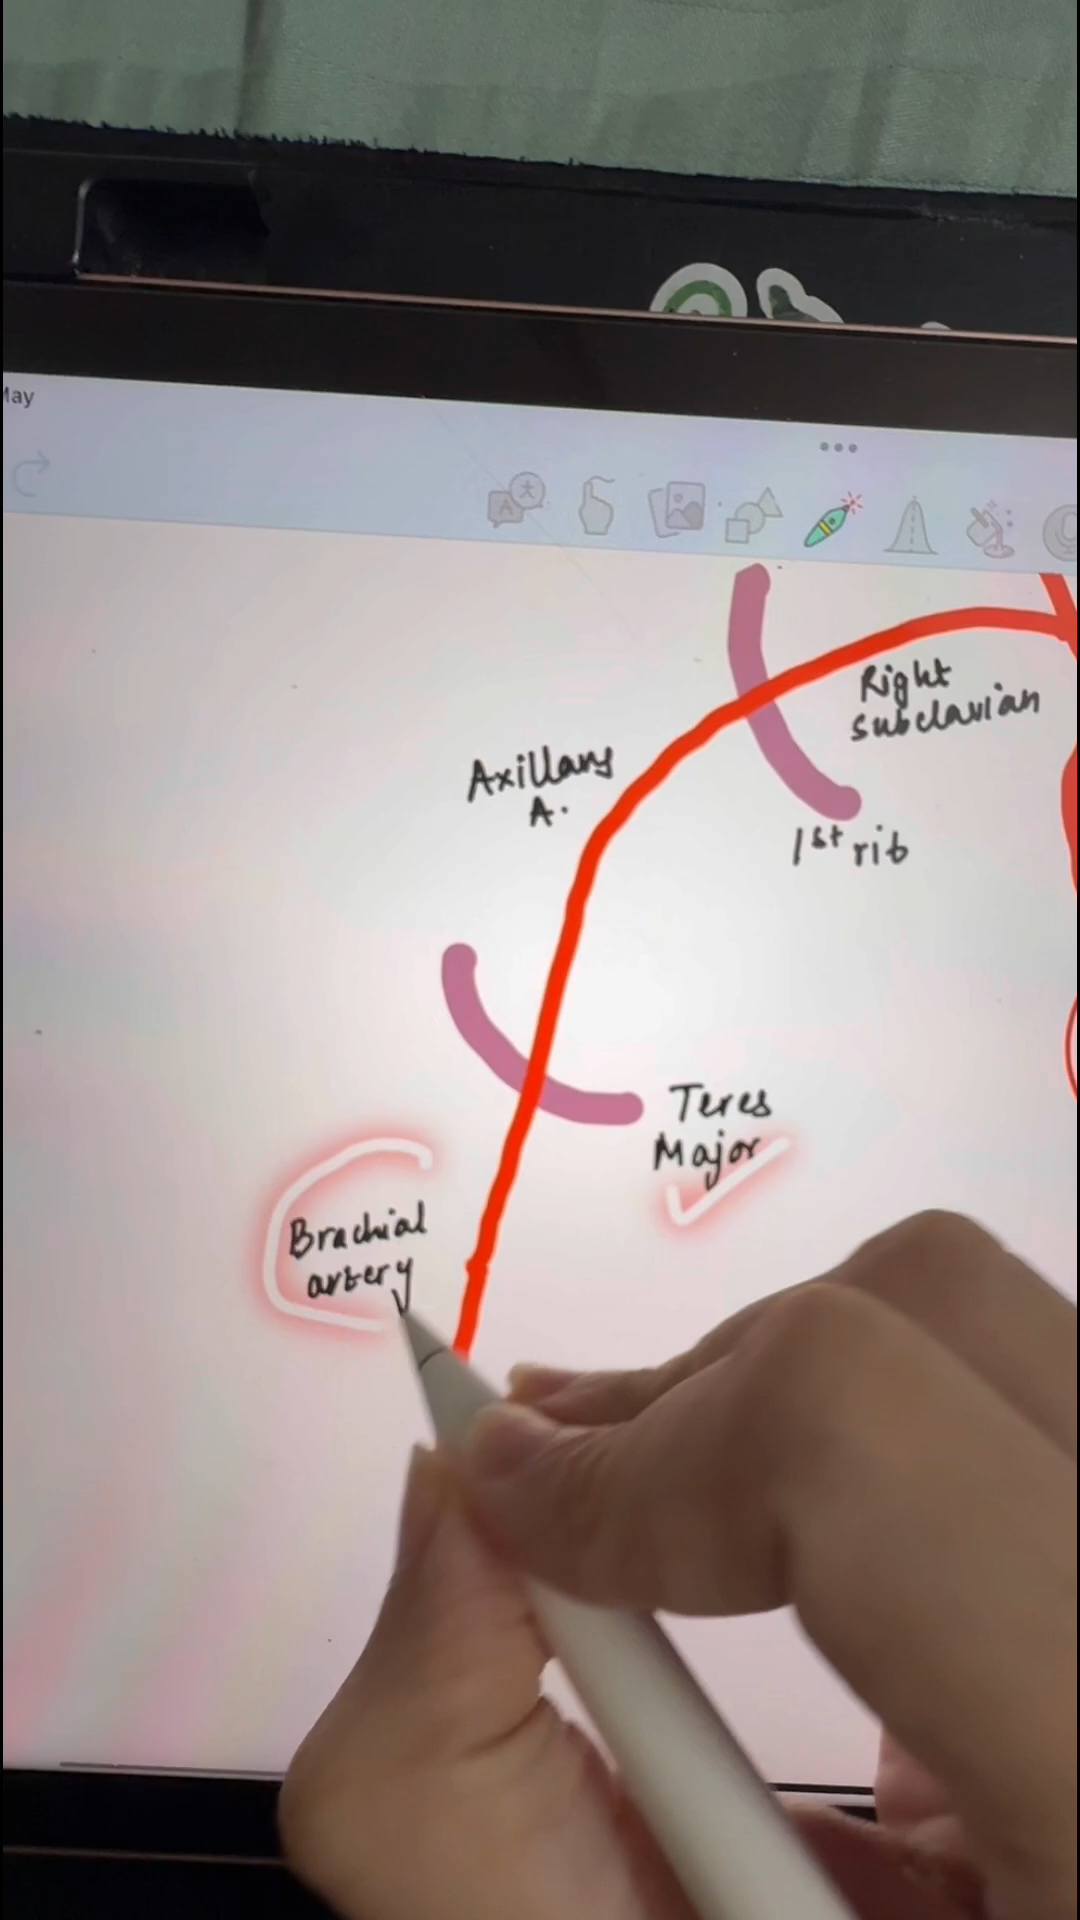 May
Right
subclavian
Axillary
A.
1st rib
Teres
Major
Brachial
artery